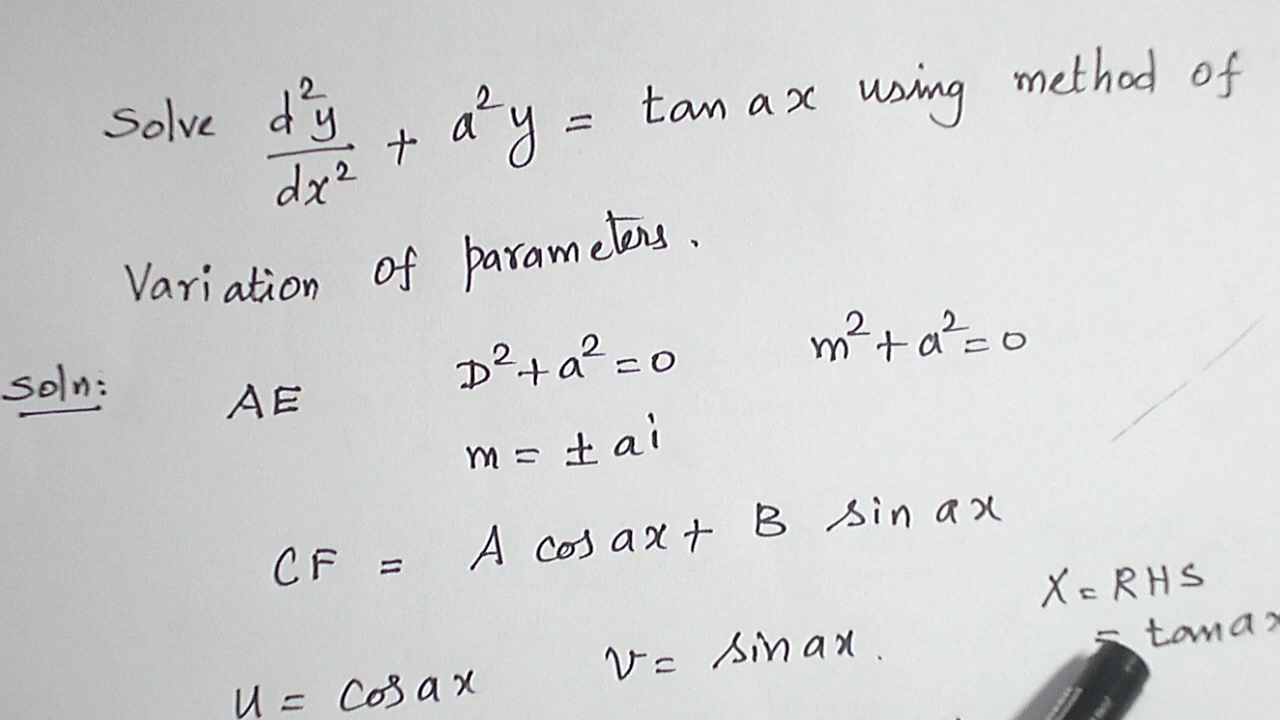 Solve d²y/dx² + a²y = tan ax using method of
Variation of parameters.
Soln: AE D²+a²=0 m²+a²=0
m = ± ai
CF = A cos ax + B sin ax
X = RHS
= tan ax
u = cos ax v = sin ax.